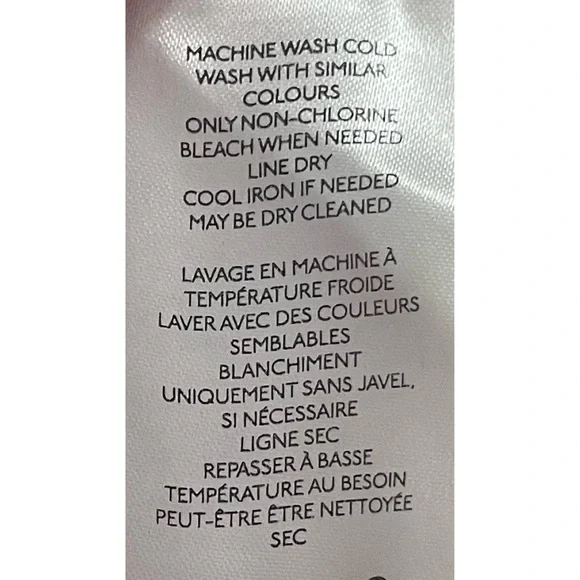 MACHINE WASH COLD
WASH WITH SIMILAR
COLOURS
ONLY NON-CHLORINE
BLEACH WHEN NEEDED
LINE DRY
COOL IRON IF NEEDED
MAY BE DRY CLEANED
LAVAGE EN MACHINE À
TEMPÉRATURE FROIDE
LAVER AVEC DES COULEURS
SEMBLABLES
BLANCHIMENT
UNIQUEMENT SANS JAVEL,
SI NÉCESSAIRE
LIGNE SEC
REPASSER À BASSE
TEMPÉRATURE AU BESOIN
PEUT-ÊTRE ÊTRE NETTOYÉE
SEC